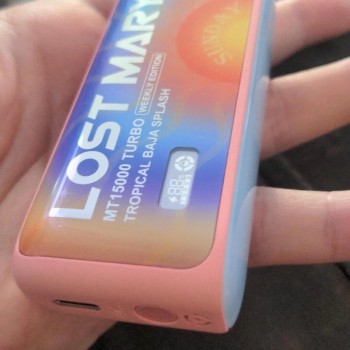 SUNDAY
LOST MARY
MT15000 TURBO WEEKLY EDITION
TROPICAL BAJA SPLASH